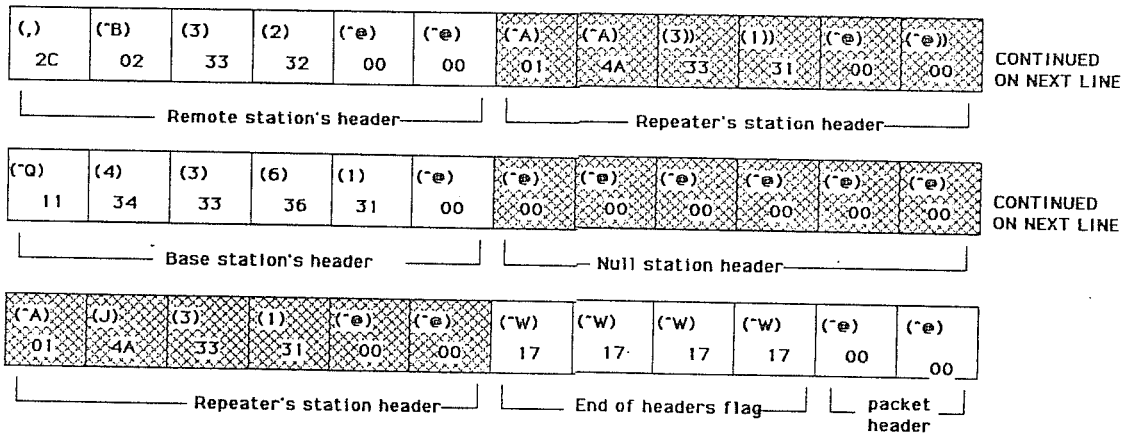 (,) (^B) (3) (2) (^@) (^@) (^A) (^A) (3)) (1)) (^@) (^@))
2C 02 33 32 00 00 01 4A 33 31 00 00
CONTINUED
ON NEXT LINE
Remote station's header
Repeater's station header
(^Q) (4) (3) (6) (1) (^@) (^@) (^@) (^@) (^@) (^@) (^@)
11 34 33 36 31 00 00 00 00 00 00 00
CONTINUED
ON NEXT LINE
Base station's header
Null station header
(^A) (J) (3) (1) (^@) (^@) (^W) (^W) (^W) (^W) (^@) (^@)
01 4A 33 31 00 00 17 17 17 17 00 00
Repeater's station header
End of headers flag
packet
header